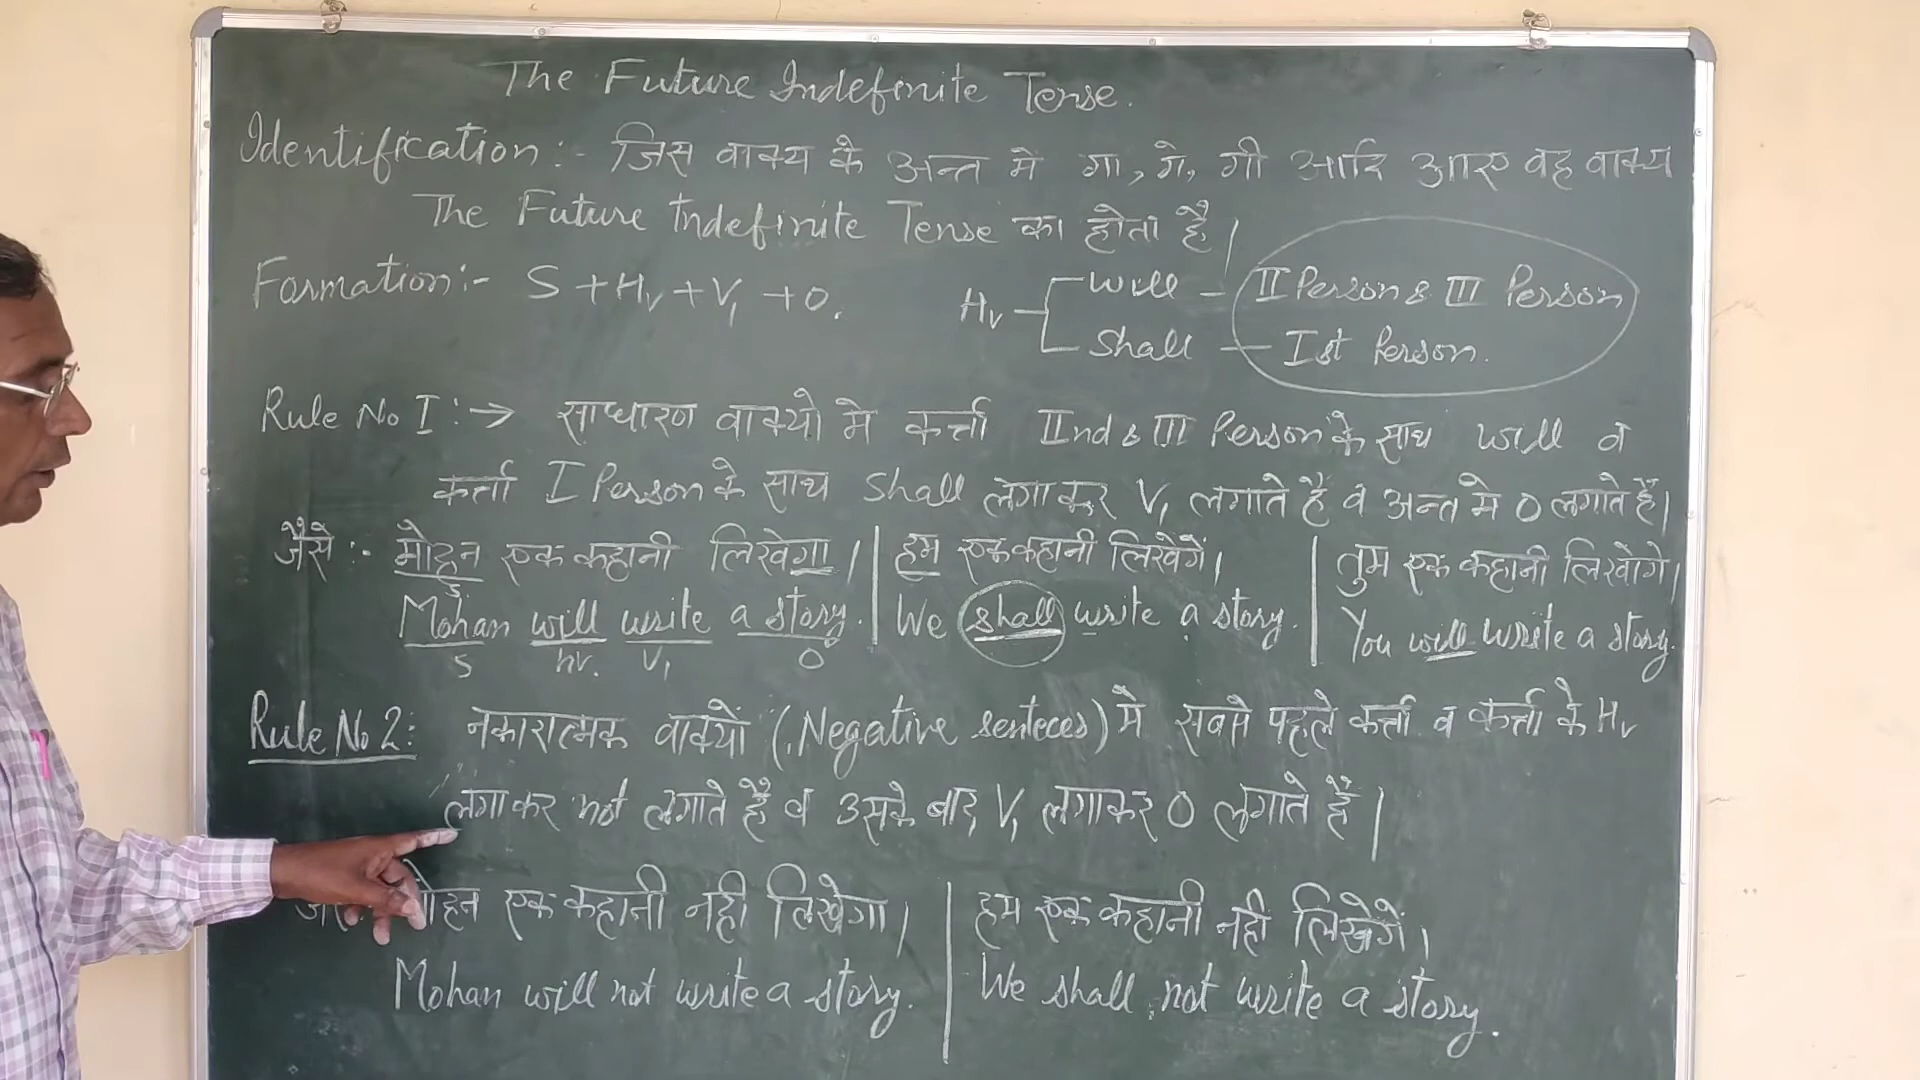 The Future Indefinite Tense.
Identification :- जिस वाक्य के अन्त मे गा, गे, गी आदि आए वह वाक्य
The Future Indefinite Tense का होता है।
Formation :- S + Hv + V1 + O.
Hv
will - II Person & III Person
Shall - Ist Person.
Rule No I :-> साधारण वाक्यो मे कर्त्ता IInd & III Person के साथ will व
कर्त्ता I Person के साथ Shall लगाकर V1 लगाते है व अन्त मे O लगाते है।
जैसे :- मोहन एक कहानी लिखेगा। | हम एक कहानी लिखेगें। | तुम एक कहानी लिखोगे।
S
Mohan will write a story. | We shall write a story. | You will write a story.
S hv. V1 O
Rule No 2: नकारात्मक वाक्यों (Negative senteces) मे सबसे पहले कर्त्ता व कर्त्ता के Hv
लगाकर not लगाते है व उसके बाद V1 लगाकर O लगाते है।
मोहन एक कहानी नही लिखेगा। | हम एक कहानी नही लिखेगें।
Mohan will not write a story. | We shall not write a story.